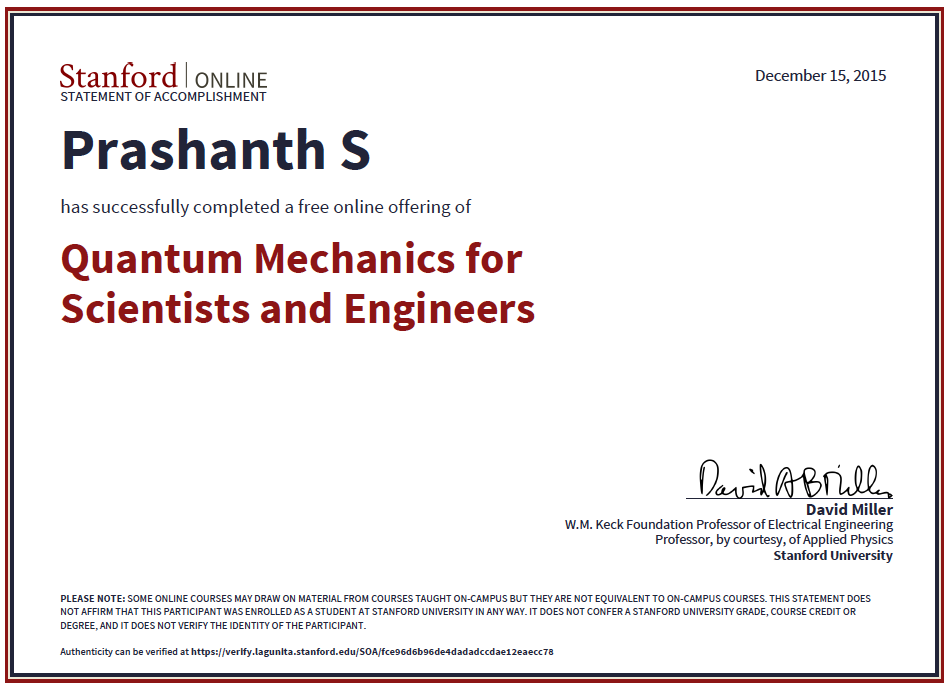 Stanford | ONLINE
STATEMENT OF ACCOMPLISHMENT
December 15, 2015
Prashanth S
has successfully completed a free online offering of
Quantum Mechanics for
Scientists and Engineers
David A B Miller
David Miller
W.M. Keck Foundation Professor of Electrical Engineering
Professor, by courtesy, of Applied Physics
Stanford University
PLEASE NOTE: SOME ONLINE COURSES MAY DRAW ON MATERIAL FROM COURSES TAUGHT ON-CAMPUS BUT THEY ARE NOT EQUIVALENT TO ON-CAMPUS COURSES. THIS STATEMENT DOES
NOT AFFIRM THAT THIS PARTICIPANT WAS ENROLLED AS A STUDENT AT STANFORD UNIVERSITY IN ANY WAY. IT DOES NOT CONFER A STANFORD UNIVERSITY GRADE, COURSE CREDIT OR
DEGREE, AND IT DOES NOT VERIFY THE IDENTITY OF THE PARTICIPANT.
Authenticity can be verified at https://verify.lagunita.stanford.edu/SOA/fce96d6b96de4dadadccdae12eaecc78